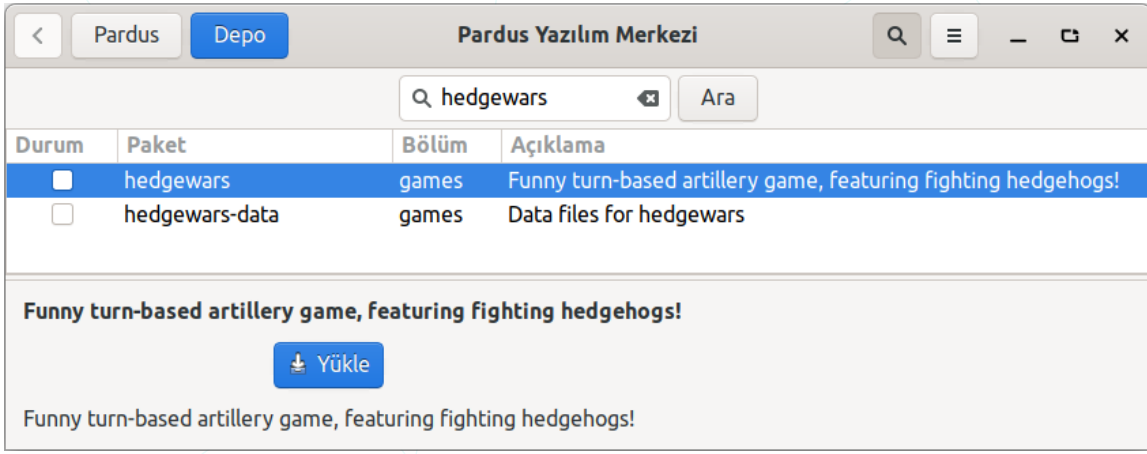 Pardus Depo Pardus Yazılım Merkezi
hedgewars Ara
Durum Paket Bölüm Açıklama
hedgewars games Funny turn-based artillery game, featuring fighting hedgehogs!
hedgewars-data games Data files for hedgewars
Funny turn-based artillery game, featuring fighting hedgehogs!
Yükle
Funny turn-based artillery game, featuring fighting hedgehogs!